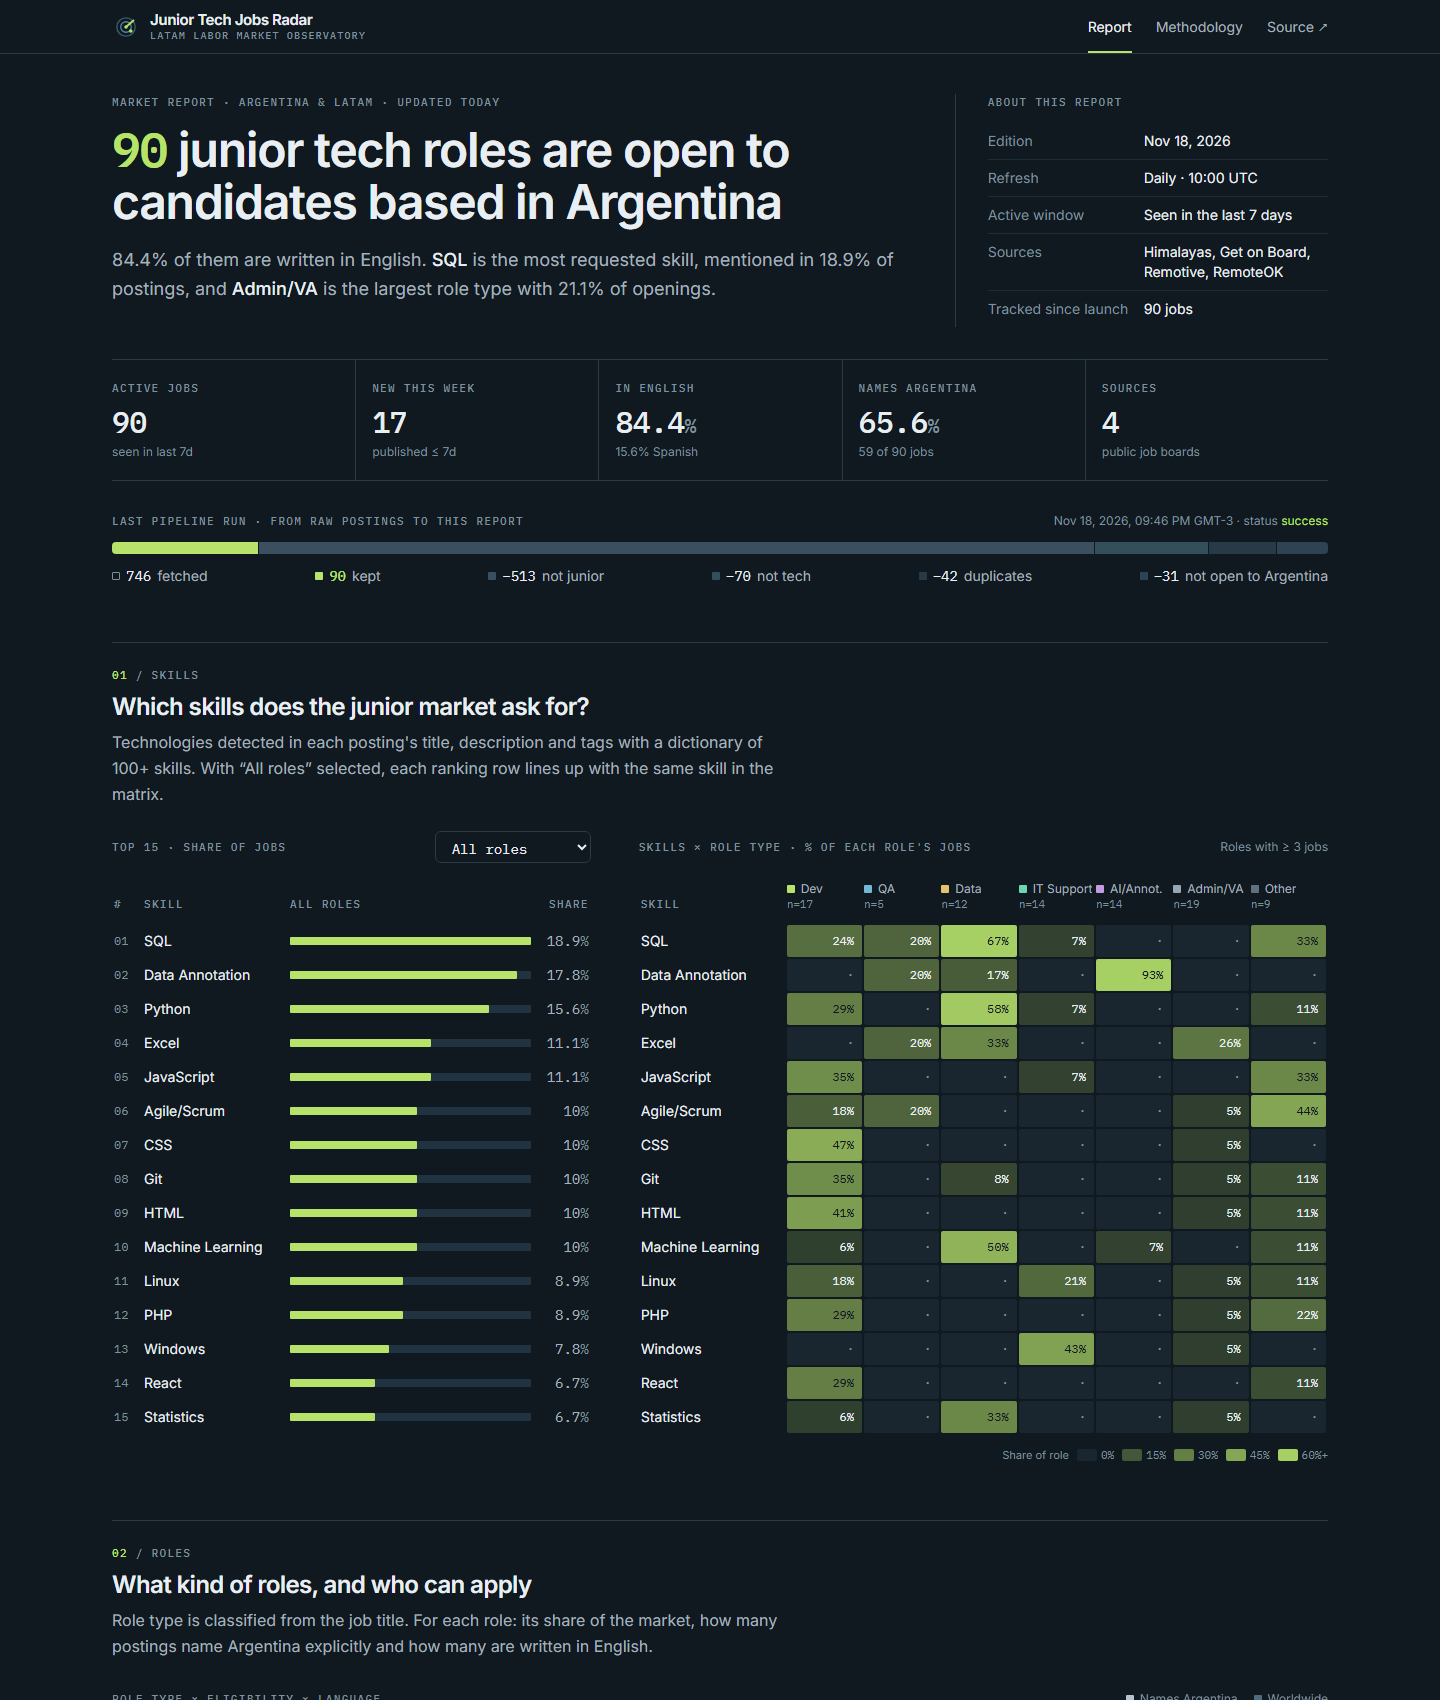 Junior Tech Jobs Radar
LATAM LABOR MARKET OBSERVATORY
Report Methodology Source ↗
MARKET REPORT · ARGENTINA & LATAM · UPDATED TODAY
90 junior tech roles are open to
candidates based in Argentina
84.4% of them are written in English. SQL is the most requested skill, mentioned in 18.9% of
postings, and Admin/VA is the largest role type with 21.1% of openings.
ABOUT THIS REPORT
Edition Nov 18, 2026
Refresh Daily · 10:00 UTC
Active window Seen in the last 7 days
Sources Himalayas, Get on Board,
Remotive, RemoteOK
Tracked since launch 90 jobs
ACTIVE JOBS
90
seen in last 7d
NEW THIS WEEK
17
published ≤ 7d
IN ENGLISH
84.4%
15.6% Spanish
NAMES ARGENTINA
65.6%
59 of 90 jobs
SOURCES
4
public job boards
LAST PIPELINE RUN · FROM RAW POSTINGS TO THIS REPORT
Nov 18, 2026, 09:46 PM GMT-3 · status success
746 fetched
90 kept
−513 not junior
−70 not tech
−42 duplicates
−31 not open to Argentina
01 / SKILLS
Which skills does the junior market ask for?
Technologies detected in each posting's title, description and tags with a dictionary of
100+ skills. With “All roles” selected, each ranking row lines up with the same skill in the
matrix.
TOP 15 · SHARE OF JOBS
All roles
# SKILL ALL ROLES SHARE
01 SQL 18.9%
02 Data Annotation 17.8%
03 Python 15.6%
04 Excel 11.1%
05 JavaScript 11.1%
06 Agile/Scrum 10%
07 CSS 10%
08 Git 10%
09 HTML 10%
10 Machine Learning 10%
11 Linux 8.9%
12 PHP 8.9%
13 Windows 7.8%
14 React 6.7%
15 Statistics 6.7%
SKILLS × ROLE TYPE · % OF EACH ROLE'S JOBS
Roles with ≥ 3 jobs
Dev QA Data IT Support AI/Annot. Admin/VA Other
SKILL n=17 n=5 n=12 n=14 n=14 n=19 n=9
SQL 24% 20% 67% 7% · · 33%
Data Annotation · 20% 17% · 93% · ·
Python 29% · 58% 7% · · 11%
Excel · 20% 33% · · 26% ·
JavaScript 35% · · 7% · · 33%
Agile/Scrum 18% 20% · · · 5% 44%
CSS 47% · · · · 5% ·
Git 35% · 8% · · 5% 11%
HTML 41% · · · · 5% 11%
Machine Learning 6% · 50% · 7% · 11%
Linux 18% · · 21% · 5% 11%
PHP 29% · · · · 5% 22%
Windows · · · 43% · 5% ·
React 29% · · · · · 11%
Statistics 6% · 33% · · 5% ·
Share of role 0% 15% 30% 45% 60%+
02 / ROLES
What kind of roles, and who can apply
Role type is classified from the job title. For each role: its share of the market, how many
postings name Argentina explicitly and how many are written in English.
ROLE TYPE × ELIGIBILITY × LANGUAGE
Names Argentina Worldwide